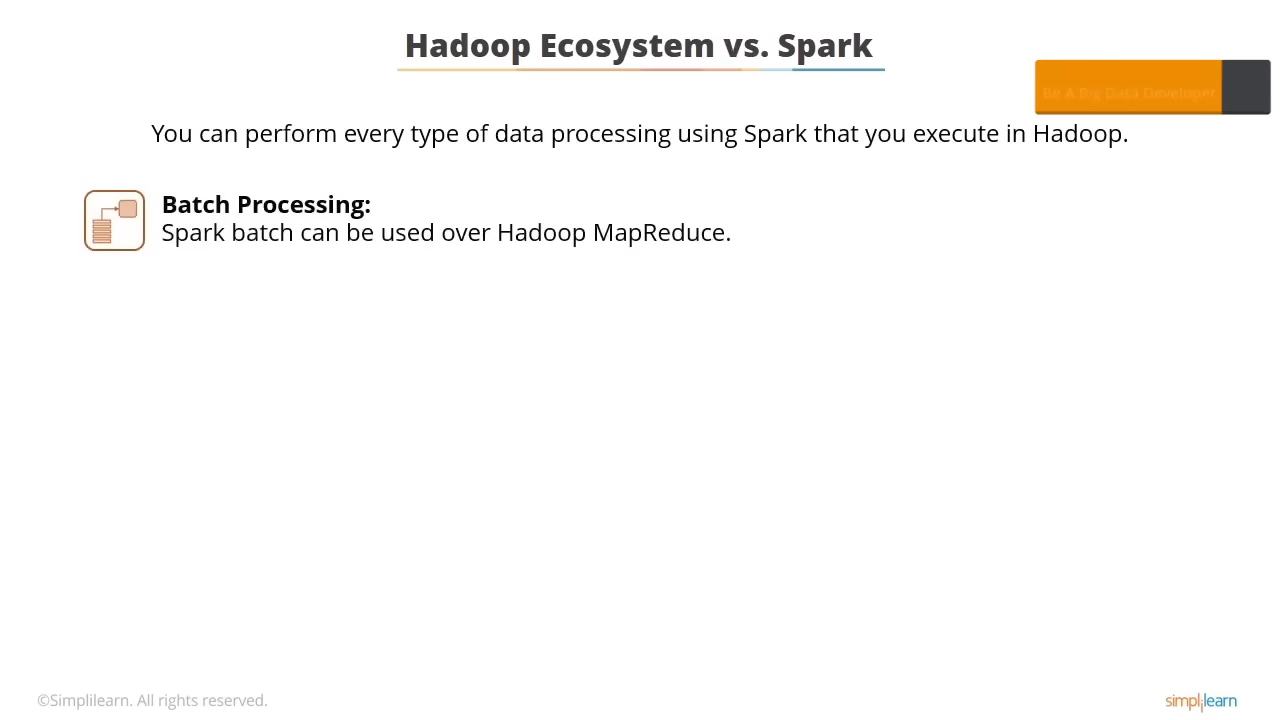 Hadoop Ecosystem vs. Spark
Be A Big Data Developer
You can perform every type of data processing using Spark that you execute in Hadoop.
Batch Processing:
Spark batch can be used over Hadoop MapReduce.
©Simplilearn. All rights reserved.
simplilearn